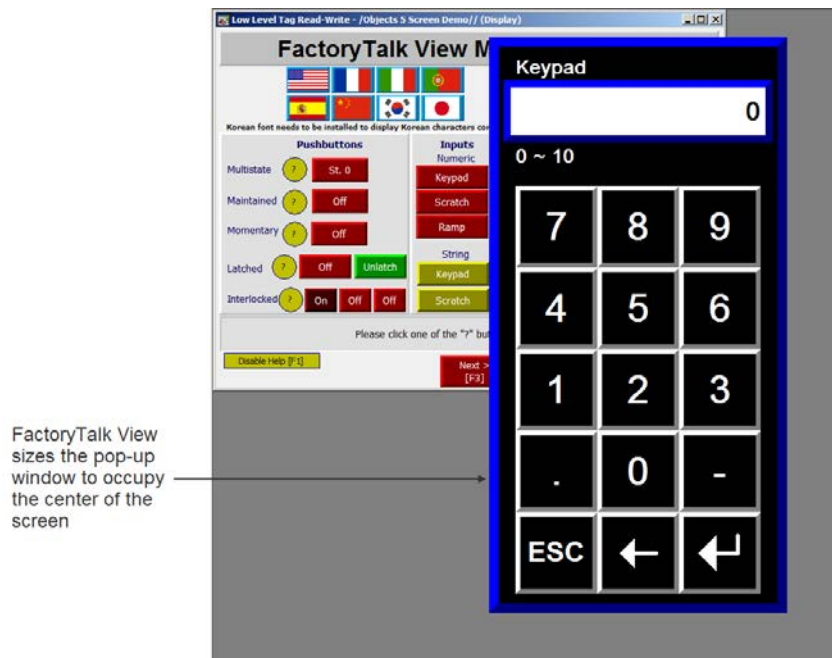 Low Level Tag Read-Write - /Objects 5 Screen Demo// (Display)
FactoryTalk View M
Korean font needs to be installed to display Korean characters cor
Pushbuttons
Multistate ? St. 0
Maintained ? Off
Momentary ? Off
Latched ? Off Unlatch
Interlocked ? On Off Off
Inputs
Numeric
Keypad
Scratch
Ramp
String
Keypad
Scratch
Please click one of the "?" but
Disable Help [F1]
Next >
[F3]
Keypad
0
0 ~ 10
7 8 9
4 5 6
1 2 3
. 0 -
ESC ← ↵
FactoryTalk View
sizes the pop-up
window to occupy
the center of the
screen